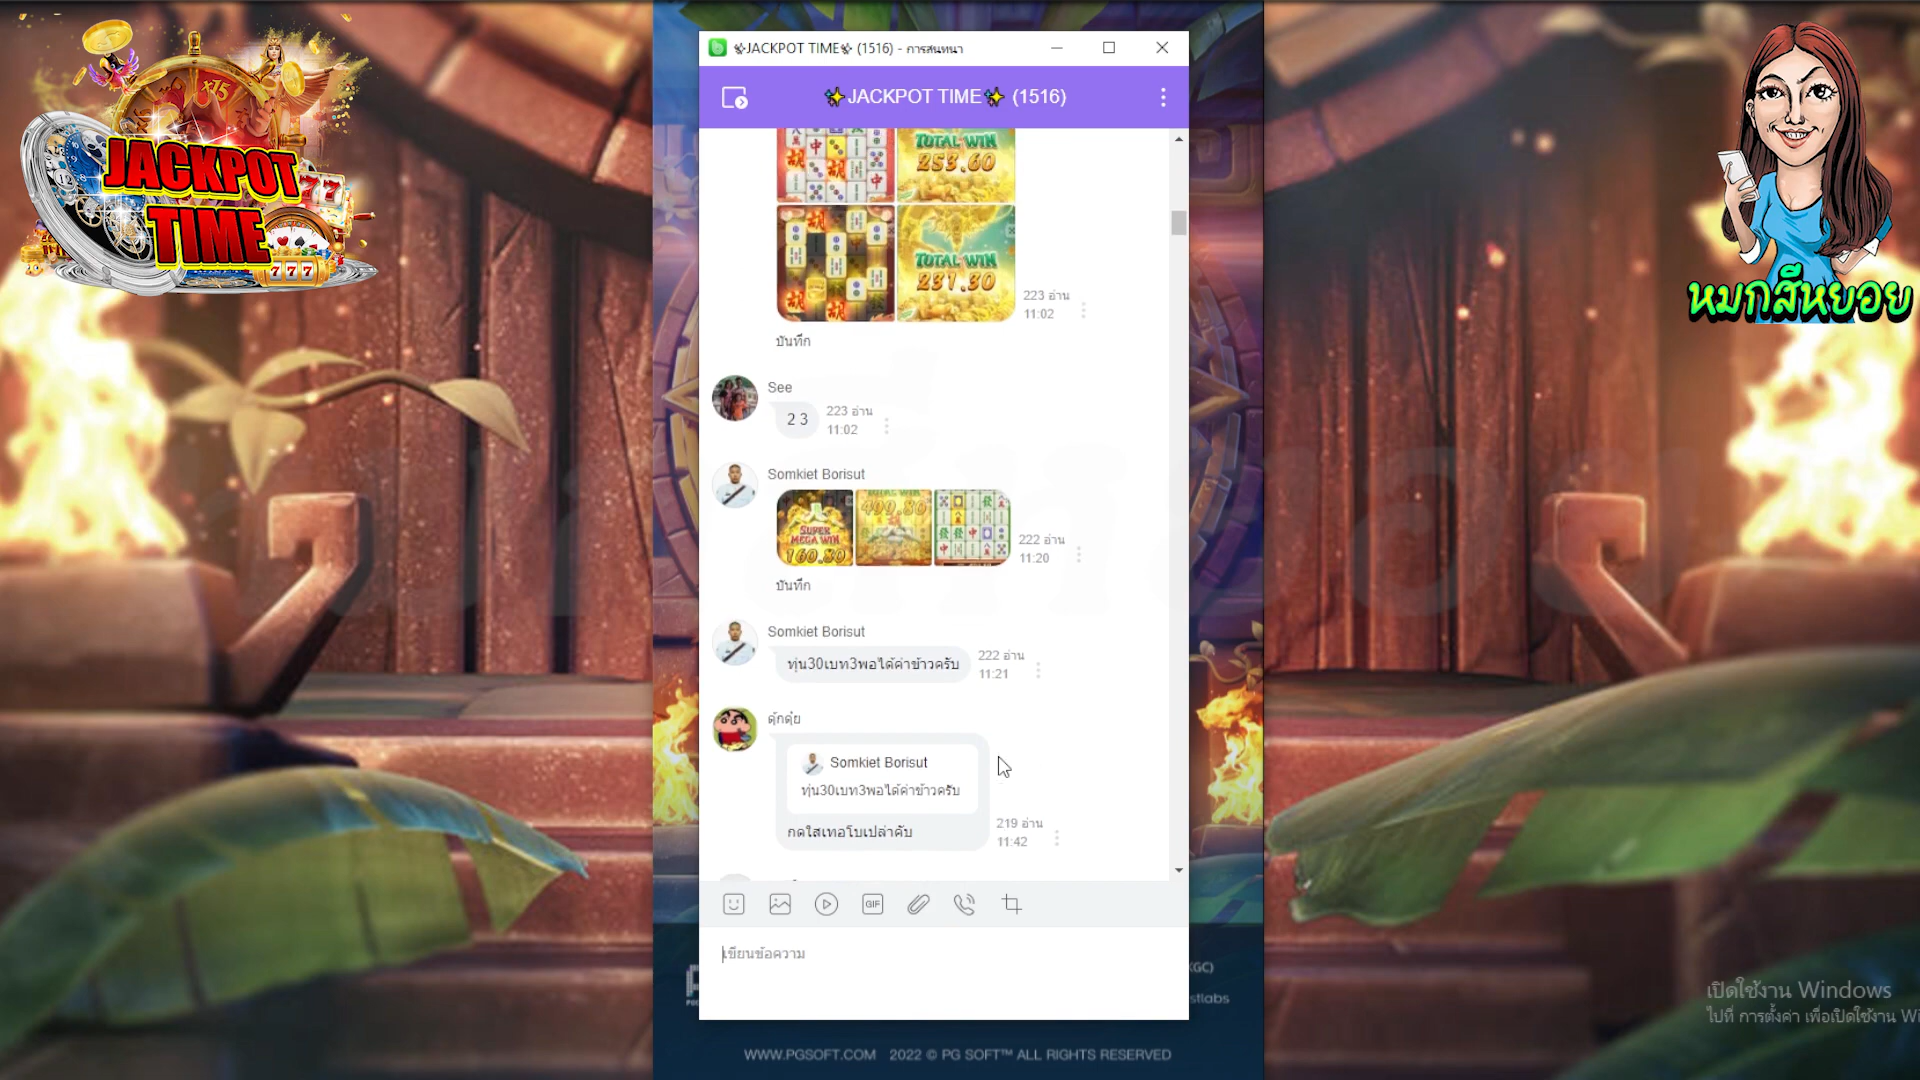 ✨JACKPOT TIME✨ (1516) - การสนทนา
✨JACKPOT TIME✨ (1516)
JACKPOT
TIME
x15
777
หมกสีหยอย
TOTAL WIN
253.60
TOTAL WIN
231.30
223 อ่าน
11:02
บันทึก
See
2 3
223 อ่าน
11:02
Somkiet Borisut
SUPER
MEGA WIN
160.80
TOTAL WIN
499.80
222 อ่าน
11:20
บันทึก
Somkiet Borisut
ทุ่น30เบท3พอได้ค่าข้าวครับ
222 อ่าน
11:21
ตุ้กตุ้ย
Somkiet Borisut
ทุ่น30เบท3พอได้ค่าข้าวครับ
กดใสเทอโบเปล่าคับ
219 อ่าน
11:42
GIF
เขียนข้อความ
เปิดใช้งาน Windows
ไปที่ การตั้งค่า เพื่อเปิดใช้งาน Wi
WWW.PGSOFT.COM 2022 © PG SOFT™ ALL RIGHTS RESERVED